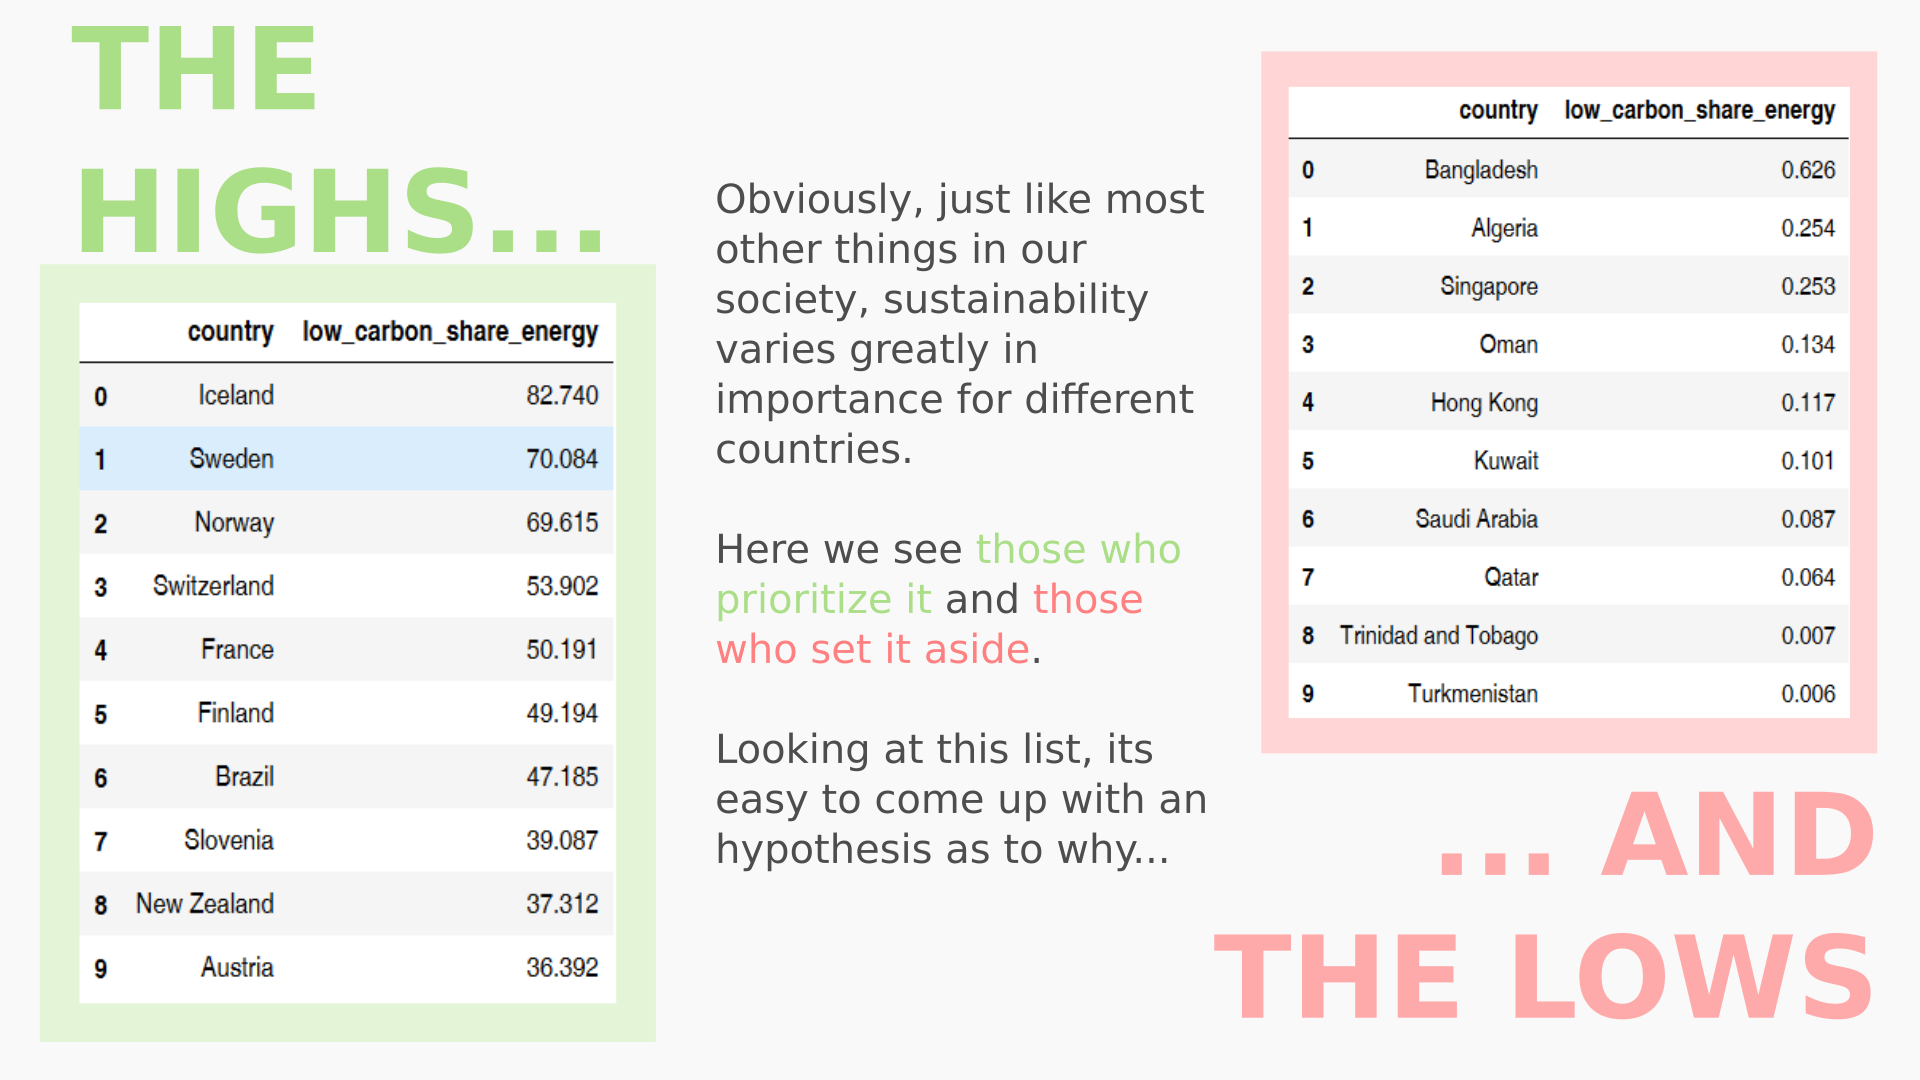 THE
HIGHS...
country low_carbon_share_energy
0 Iceland 82.740
1 Sweden 70.084
2 Norway 69.615
3 Switzerland 53.902
4 France 50.191
5 Finland 49.194
6 Brazil 47.185
7 Slovenia 39.087
8 New Zealand 37.312
9 Austria 36.392
Obviously, just like most
other things in our
society, sustainability
varies greatly in
importance for different
countries.
Here we see those who
prioritize it and those
who set it aside.
Looking at this list, its
easy to come up with an
hypothesis as to why...
country low_carbon_share_energy
0 Bangladesh 0.626
1 Algeria 0.254
2 Singapore 0.253
3 Oman 0.134
4 Hong Kong 0.117
5 Kuwait 0.101
6 Saudi Arabia 0.087
7 Qatar 0.064
8 Trinidad and Tobago 0.007
9 Turkmenistan 0.006
... AND
THE LOWS